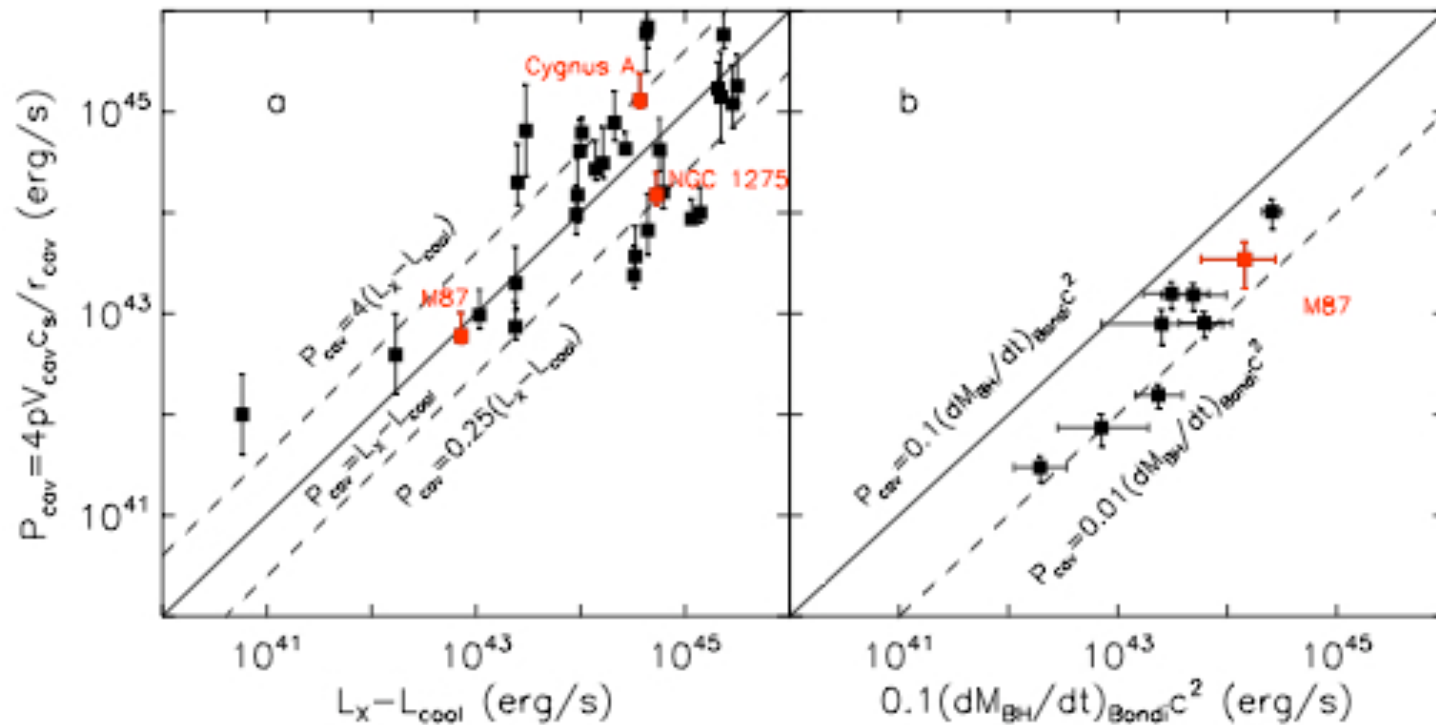 P_cav=4pV_cav c_s/r_cav (erg/s)
10^45
10^43
10^41
a
Cygnus A
NGC 1275
M87
P_cav=4(L_X-L_cool)
P_cav=L_X-L_cool
P_cav=0.25(L_X-L_cool)
10^41 10^43 10^45
L_X-L_cool (erg/s)
b
M87
P_cav=0.1(dM_BH/dt)_Bondi c^2
P_cav=0.01(dM_BH/dt)_Bondi c^2
10^41 10^43 10^45
0.1(dM_BH/dt)_Bondi c^2 (erg/s)